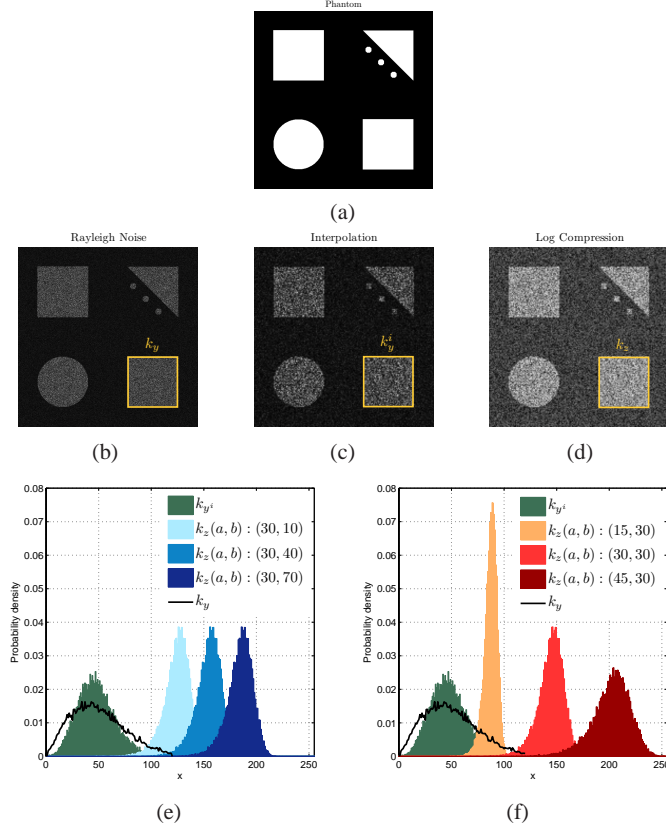 Phantom
(a)
Rayleigh Noise
Interpolation
Log Compression
k_y
k_y^i
k_z
(b)
(c)
(d)
0.08
0.07
0.06
0.05
0.04
0.03
0.02
0.01
0
Probability density
k_{y^i}
k_z(a, b) : (30, 10)
k_z(a, b) : (30, 40)
k_z(a, b) : (30, 70)
k_y
0 50 100 150 200 250
x
(e)
0.08
0.07
0.06
0.05
0.04
0.03
0.02
0.01
0
Probability density
k_{y^i}
k_z(a, b) : (15, 30)
k_z(a, b) : (30, 30)
k_z(a, b) : (45, 30)
k_y
0 50 100 150 200 250
x
(f)